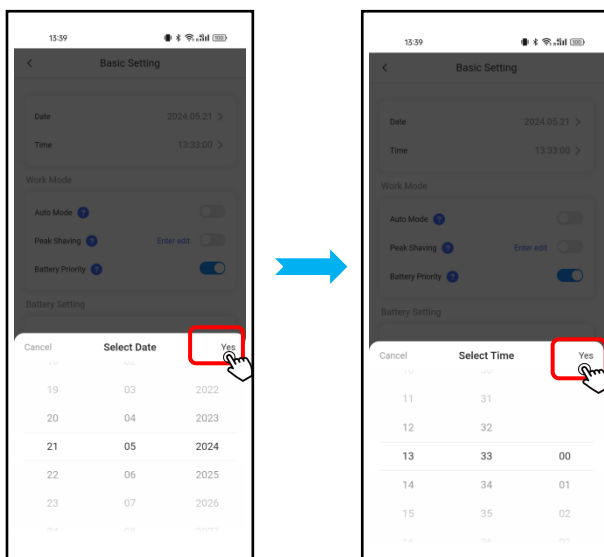 13:39
100
Basic Setting
Date 2024.05.21 >
Time 13:33:00 >
Work Mode
Auto Mode ?
Peak Shaving ? Enter edit
Battery Priority ?
Battery Setting
Cancel Select Date Yes
19 03 2022
20 04 2023
21 05 2024
22 06 2025
23 07 2026
13:39
100
Basic Setting
Date 2024.05.21 >
Time 13:33:00 >
Work Mode
Auto Mode ?
Peak Shaving ? Enter edit
Battery Priority ?
Battery Setting
Cancel Select Time Yes
11 31
12 32
13 33 00
14 34 01
15 35 02